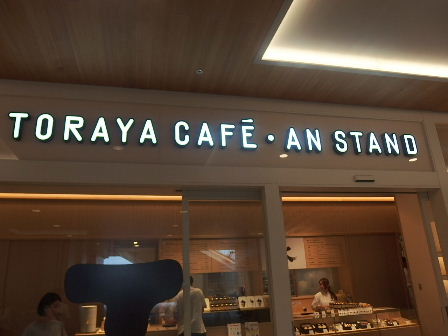 TORAYA CAFÉ · AN STAND